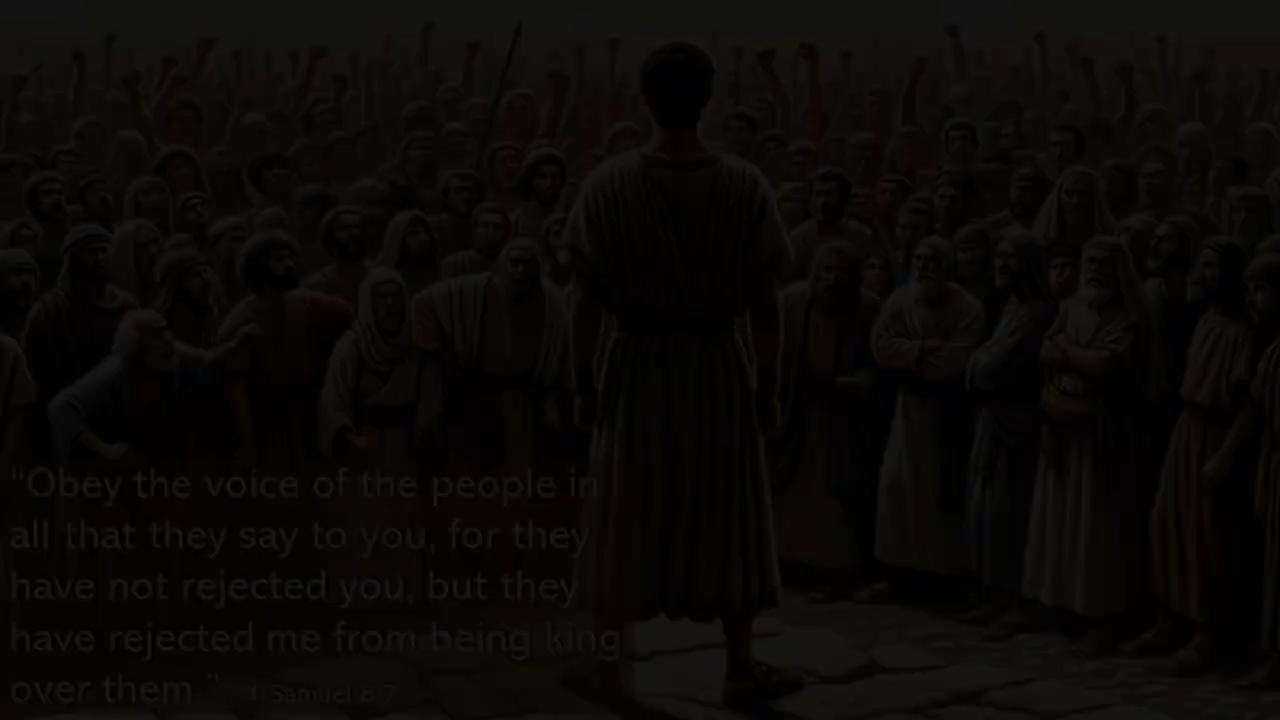 "Obey the voice of the people in
all that they say to you, for they
have not rejected you, but they
have rejected me from being king
over them." 1 Samuel 8:7